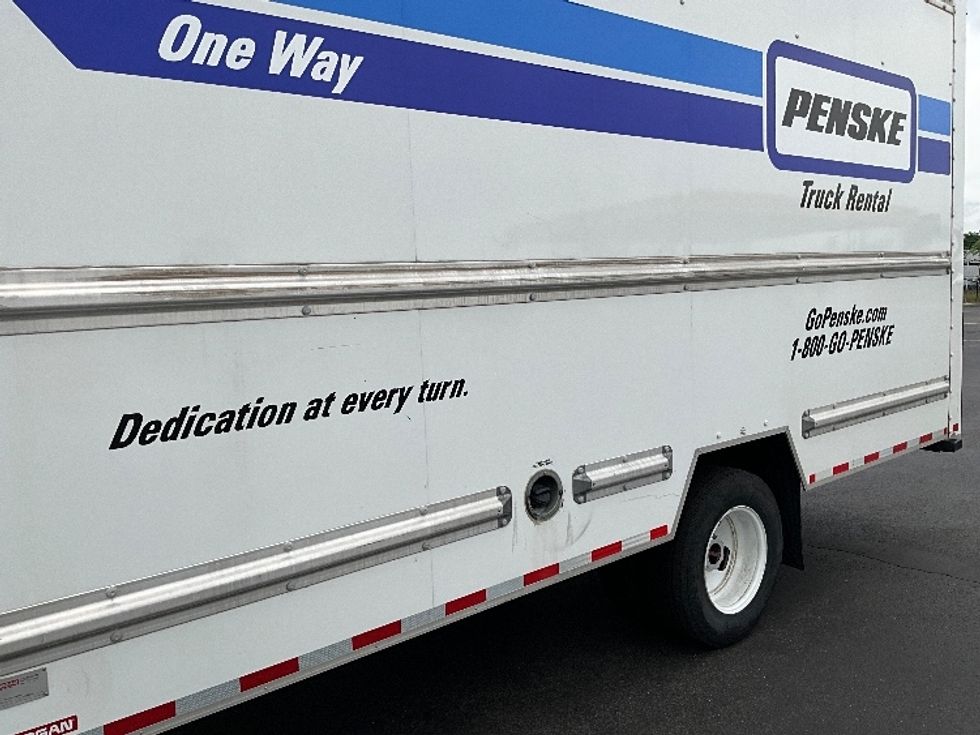 One Way
PENSKE
Truck Rental
GoPenske.com
1-800-GO-PENSKE
Dedication at every turn.